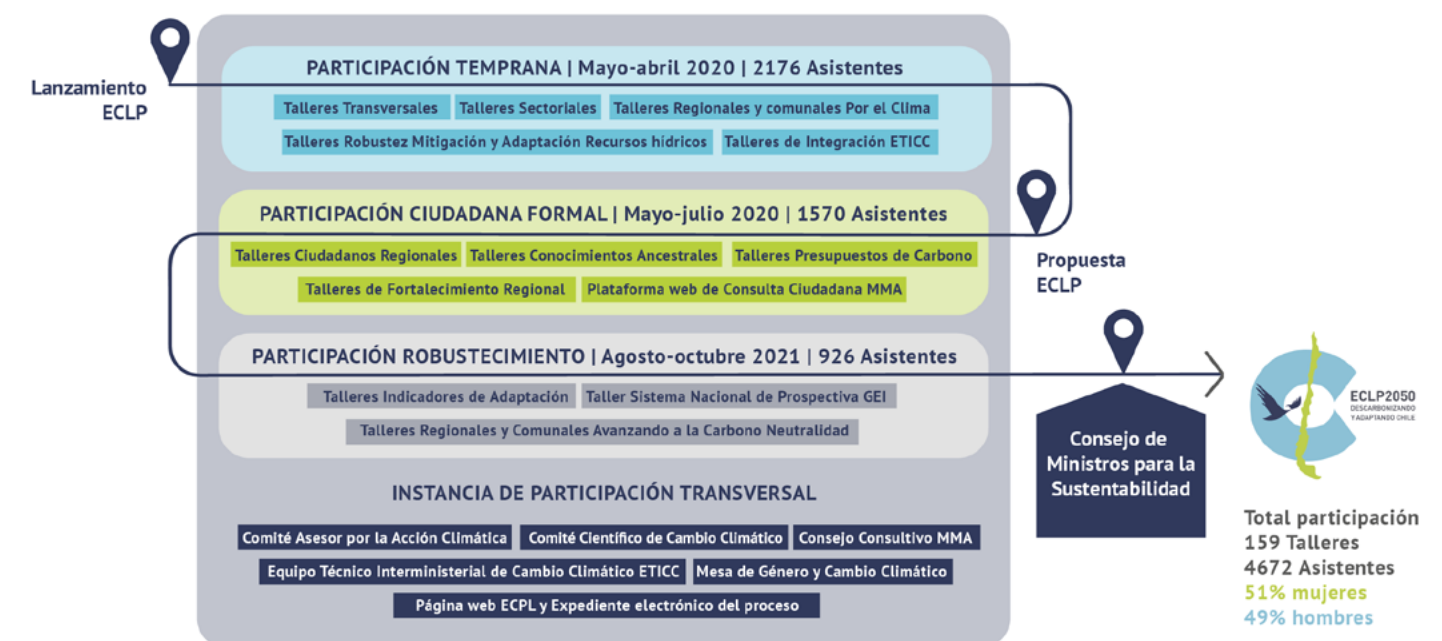 Lanzamiento
ECLP
PARTICIPACIÓN TEMPRANA | Mayo-abril 2020 | 2176 Asistentes
Talleres Transversales
Talleres Sectoriales
Talleres Regionales y comunales Por el Clima
Talleres Robustez Mitigación y Adaptación Recursos hídricos
Talleres de Integración ETICC
PARTICIPACIÓN CIUDADANA FORMAL | Mayo-julio 2020 | 1570 Asistentes
Talleres Ciudadanos Regionales
Talleres Conocimientos Ancestrales
Talleres Presupuestos de Carbono
Talleres de Fortalecimiento Regional
Plataforma web de Consulta Ciudadana MMA
Propuesta
ECLP
PARTICIPACIÓN ROBUSTECIMIENTO | Agosto-octubre 2021 | 926 Asistentes
Talleres Indicadores de Adaptación
Taller Sistema Nacional de Prospectiva GEI
Talleres Regionales y Comunales Avanzando a la Carbono Neutralidad
INSTANCIA DE PARTICIPACIÓN TRANSVERSAL
Comité Asesor por la Acción Climática
Comité Científico de Cambio Climático
Consejo Consultivo MMA
Equipo Técnico Interministerial de Cambio Climático ETICC
Mesa de Género y Cambio Climático
Página web ECPL y Expediente electrónico del proceso
Consejo de
Ministros para la
Sustentabilidad
ECLP2050
DESCARBONIZANDO
Y ADAPTANDO CHILE
Total participación
159 Talleres
4672 Asistentes
51% mujeres
49% hombres